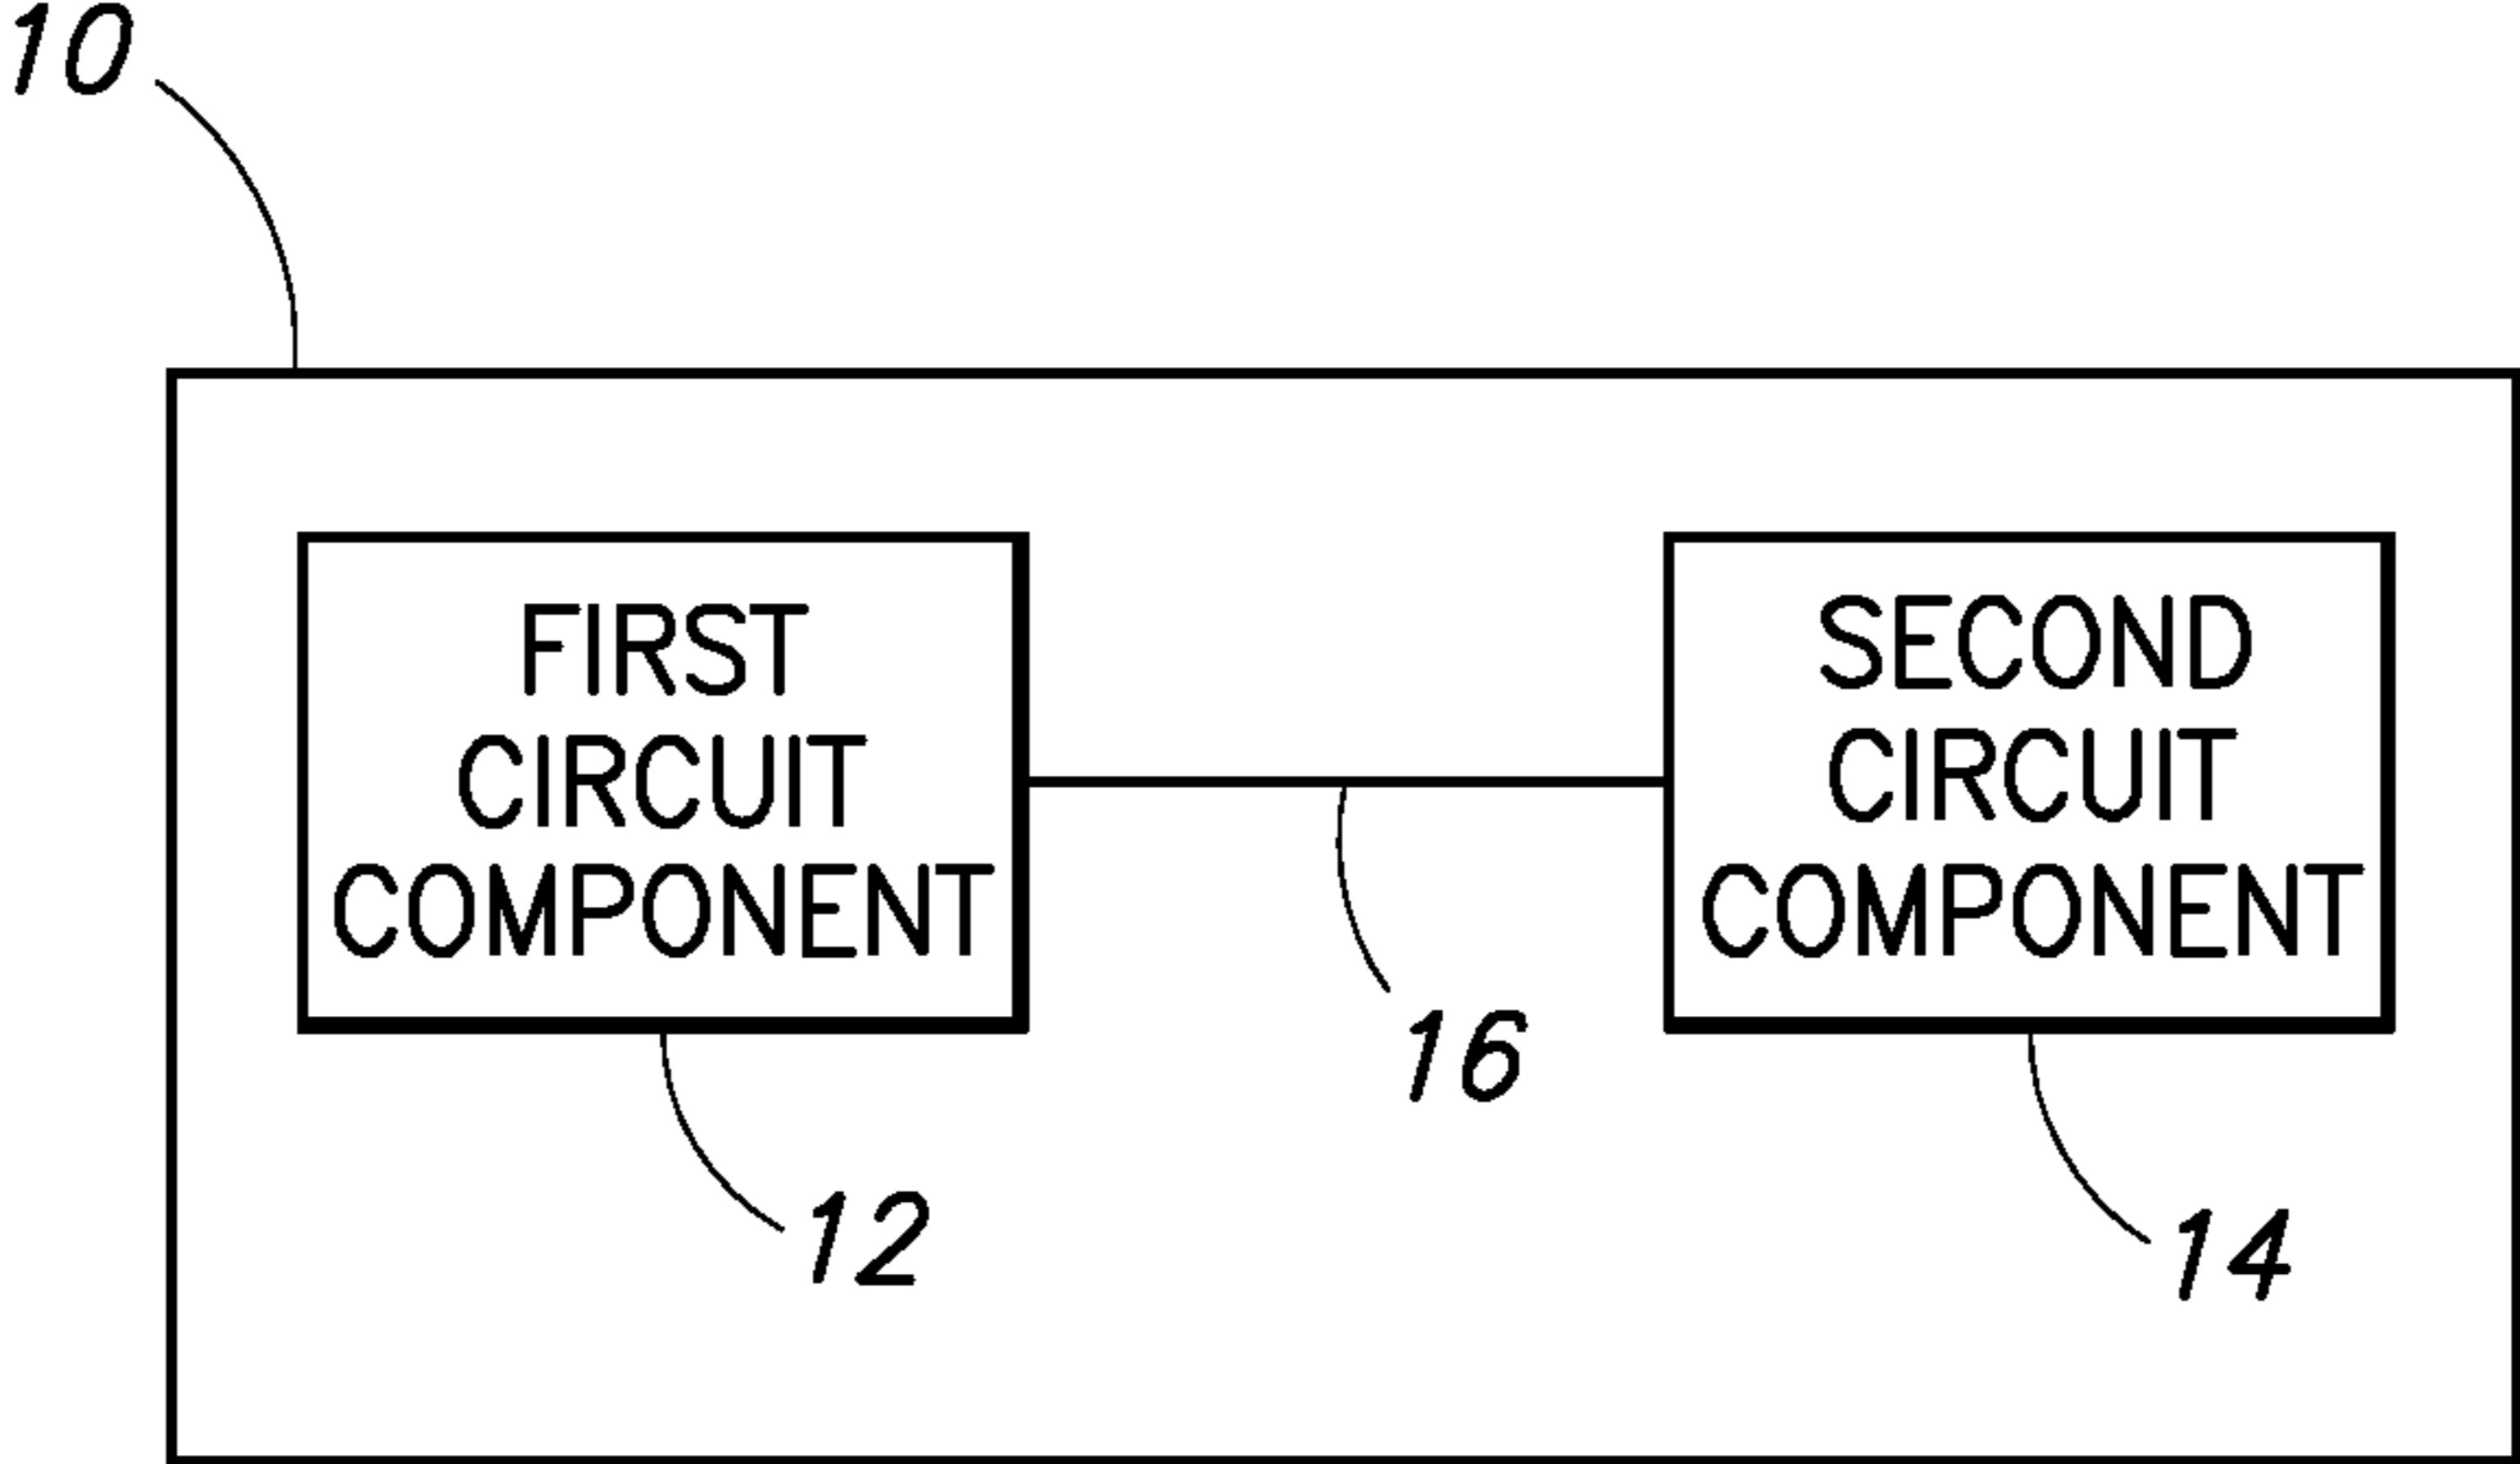 10
FIRST
CIRCUIT
COMPONENT
SECOND
CIRCUIT
COMPONENT
16
12
14